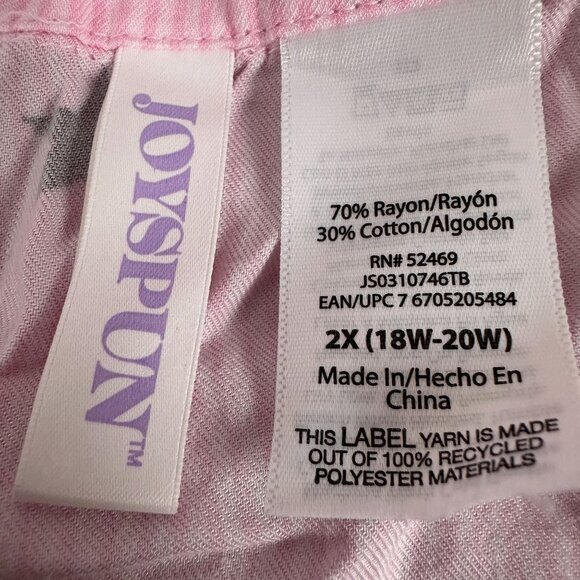 JOYSPUN™
70% Rayon/Rayón
30% Cotton/Algodón
RN# 52469
JS0310746TB
EAN/UPC 7 6705205484
2X (18W-20W)
Made In/Hecho En
China
THIS LABEL YARN IS MADE
OUT OF 100% RECYCLED
POLYESTER MATERIALS